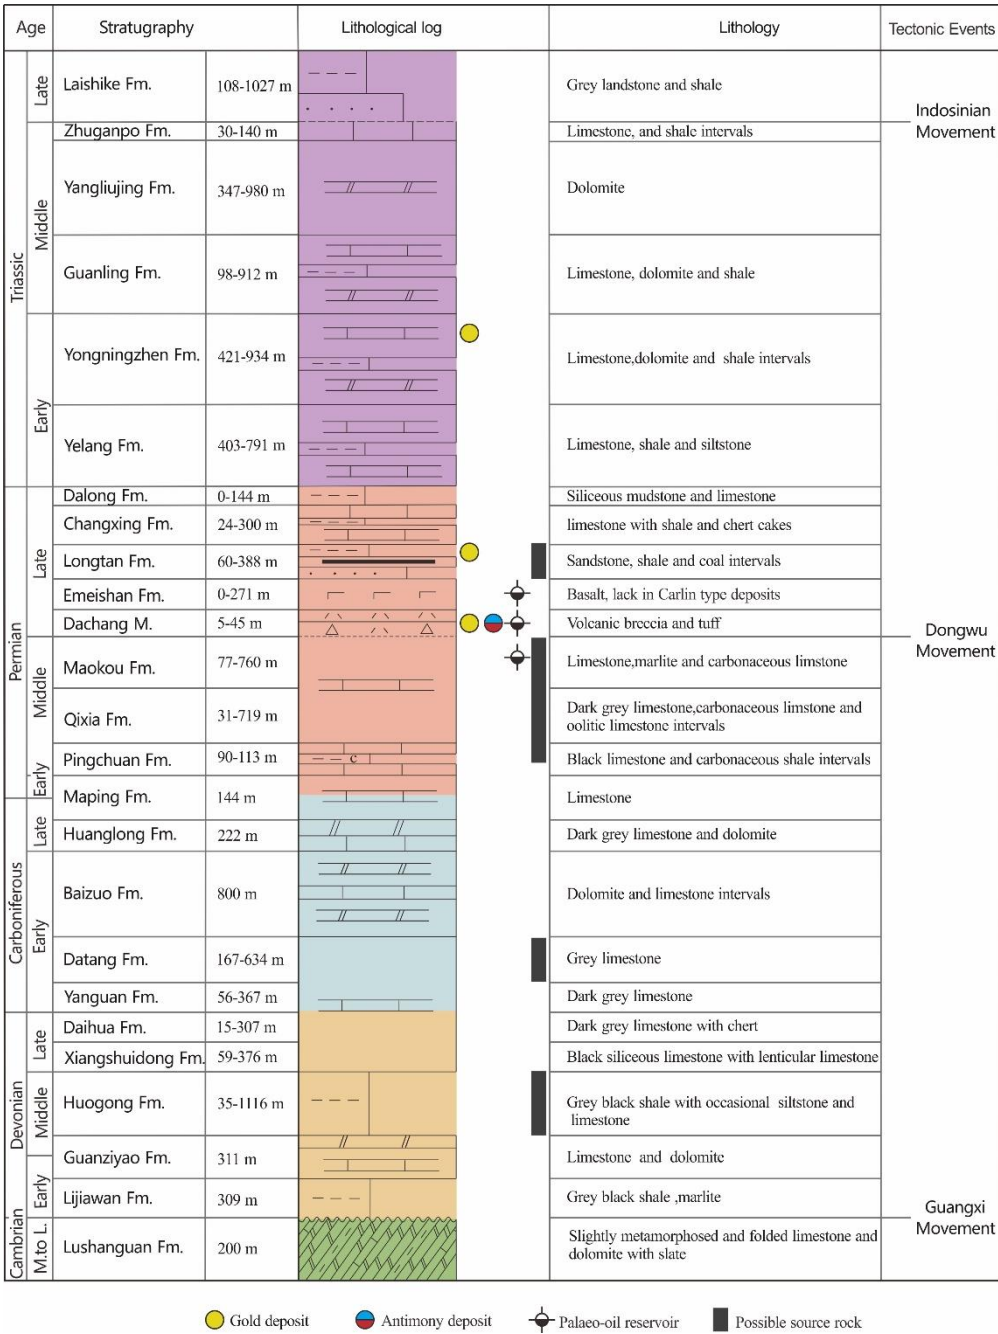 Age Stratugraphy Lithological log Lithology Tectonic Events
Triassic
Late
Laishike Fm. 108-1027 m Grey landstone and shale
Indosinian
Movement
Middle
Zhuganpo Fm. 30-140 m Limestone, and shale intervals
Yangliujing Fm. 347-980 m Dolomite
Guanling Fm. 98-912 m Limestone, dolomite and shale
Early
Yongningzhen Fm. 421-934 m Limestone,dolomite and shale intervals
Yelang Fm. 403-791 m Limestone, shale and siltstone
Permian
Late
Dalong Fm. 0-144 m Siliceous mudstone and limestone
Changxing Fm. 24-300 m limestone with shale and chert cakes
Longtan Fm. 60-388 m Sandstone, shale and coal intervals
Emeishan Fm. 0-271 m Basalt, lack in Carlin type deposits
Dachang M. 5-45 m Volcanic breccia and tuff
Dongwu
Movement
Middle
Maokou Fm. 77-760 m Limestone,marlite and carbonaceous limstone
Qixia Fm. 31-719 m Dark grey limestone,carbonaceous limstone and
oolitic limestone intervals
Early
Pingchuan Fm. 90-113 m c Black limestone and carbonaceous shale intervals
Maping Fm. 144 m Limestone
Carboniferous
Late
Huanglong Fm. 222 m Dark grey limestone and dolomite
Early
Baizuo Fm. 800 m Dolomite and limestone intervals
Datang Fm. 167-634 m Grey limestone
Yanguan Fm. 56-367 m Dark grey limestone
Devonian
Late
Daihua Fm. 15-307 m Dark grey limestone with chert
Xiangshuidong Fm. 59-376 m Black siliceous limestone with lenticular limestone
Middle
Huogong Fm. 35-1116 m Grey black shale with occasional siltstone and
limestone
Guanziyao Fm. 311 m Limestone and dolomite
Early
Lijiawan Fm. 309 m Grey black shale ,marlite
Guangxi
Movement
Cambrian
M.to L.
Lushanguan Fm. 200 m Slightly metamorphosed and folded limestone and
dolomite with slate
Gold deposit Antimony deposit Palaeo-oil reservoir Possible source rock